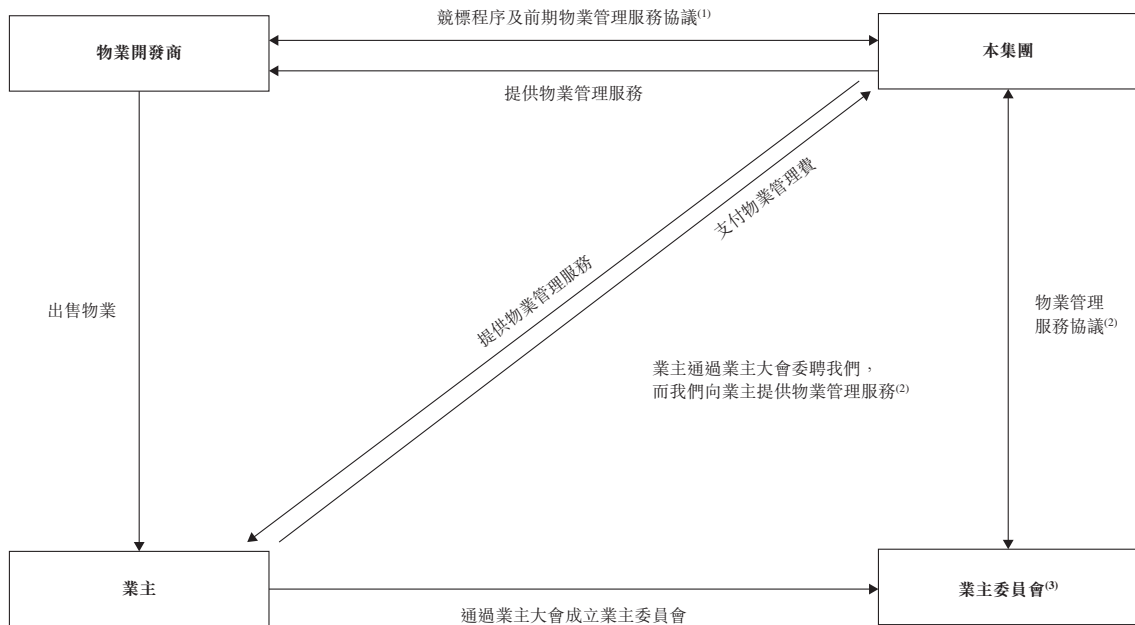 競標程序及前期物業管理服務協議(1)
物業開發商
本集團
提供物業管理服務
支付物業管理費
提供物業管理服務
出售物業
物業管理
服務協議(2)
業主通過業主大會委聘我們，
而我們向業主提供物業管理服務(2)
業主
業主委員會(3)
通過業主大會成立業主委員會